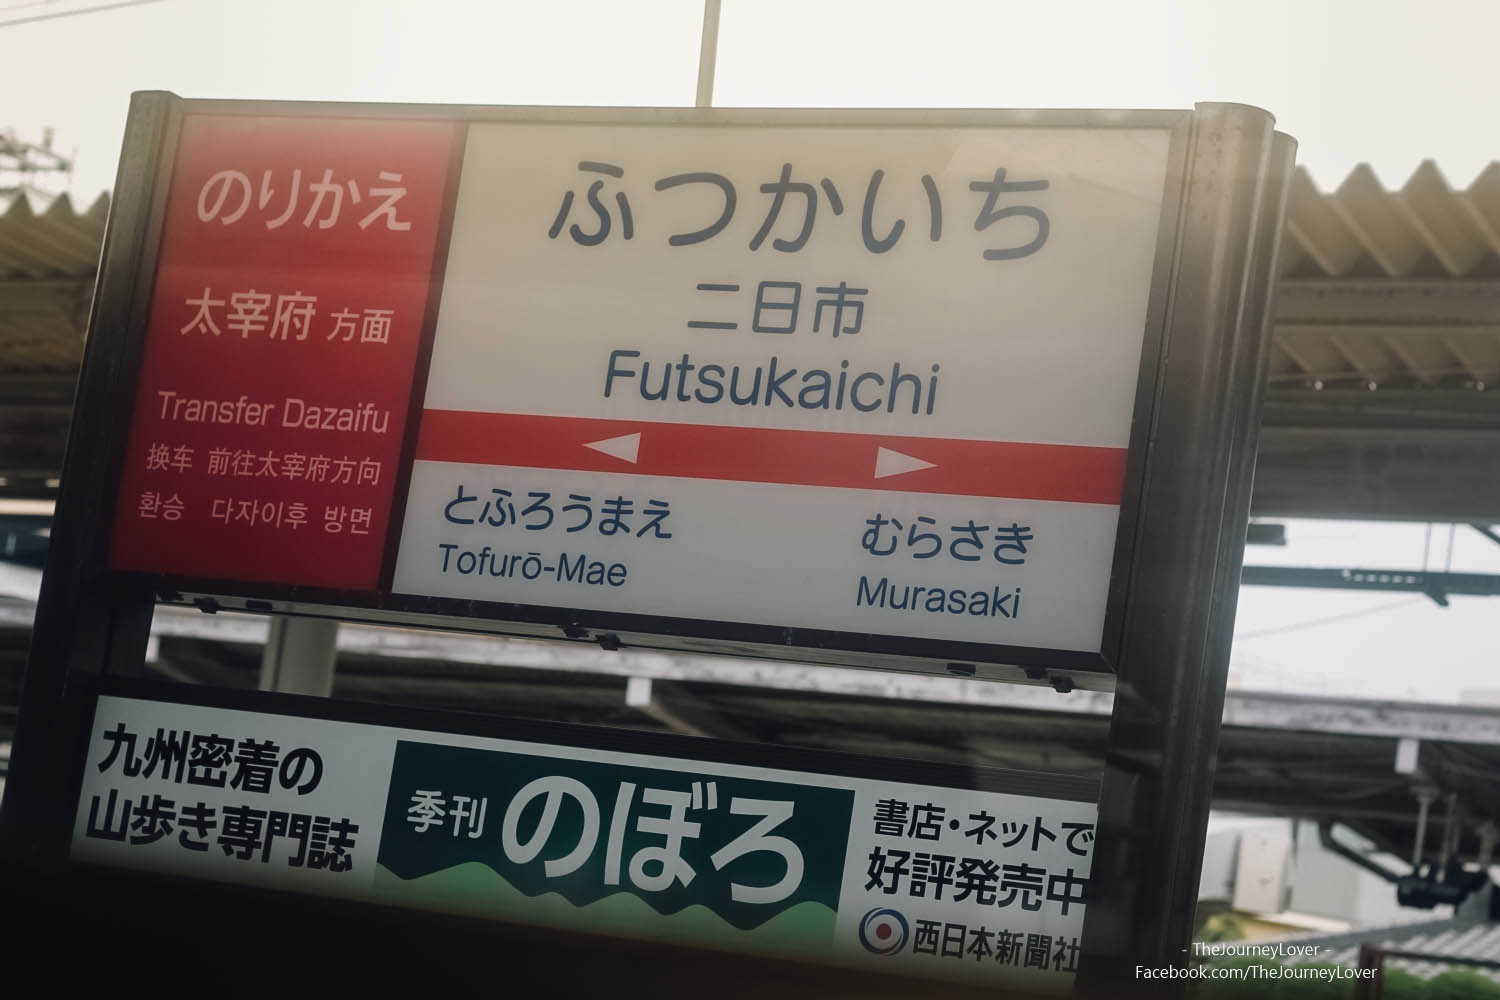 のりかえ
太宰府 方面
Transfer Dazaifu
换车 前往太宰府方向
환승 다자이후 방면
ふつかいち
二日市
Futsukaichi
とふろうまえ
Tofurō-Mae
むらさき
Murasaki
九州密着の
山歩き専門誌
季刊 のぼろ
書店・ネットで
好評発売中
西日本新聞社
- TheJourneyLover -
Facebook.com/TheJourneyLover